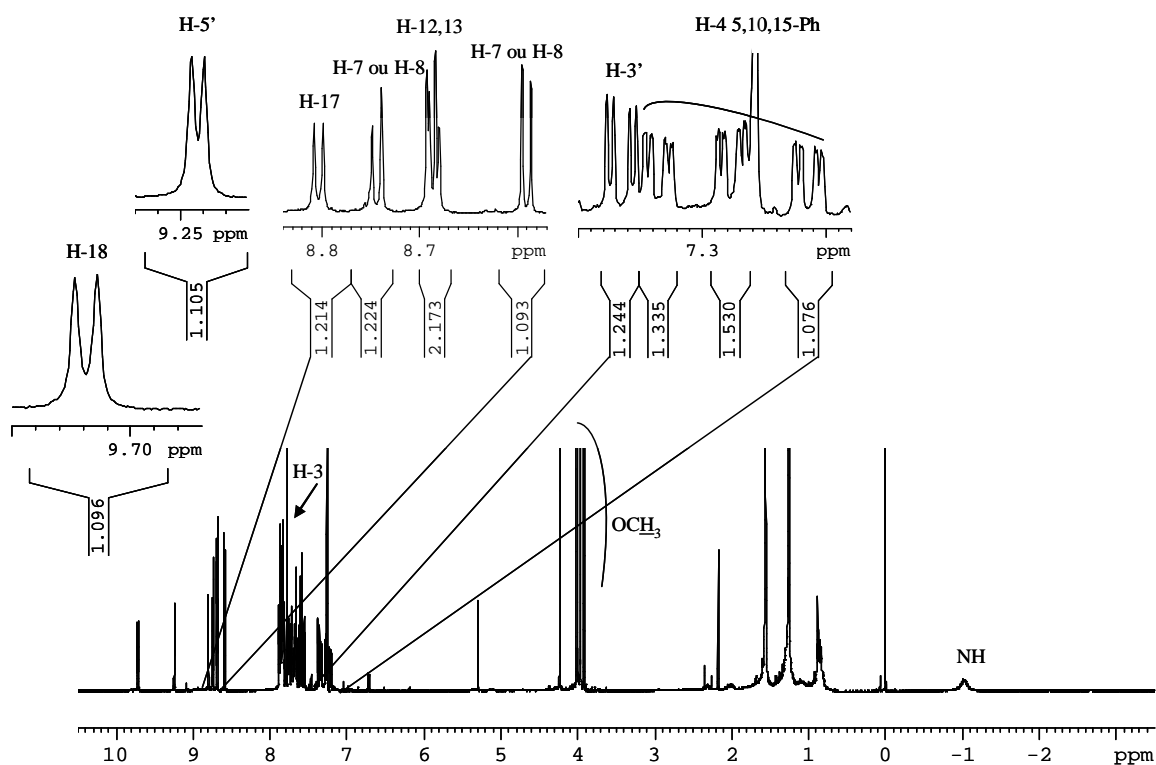 H-5’
H-12,13
H-4 5,10,15-Ph
H-7 ou H-8
H-7 ou H-8
H-3’
H-17
9.25 ppm
8.8 8.7 ppm
7.3 ppm
H-18
1.105
1.214
1.224
2.173
1.093
1.244
1.335
1.530
1.076
9.70 ppm
H-3
1.096
OCH3
NH
10 9 8 7 6 5 4 3 2 1 0 -1 -2 ppm